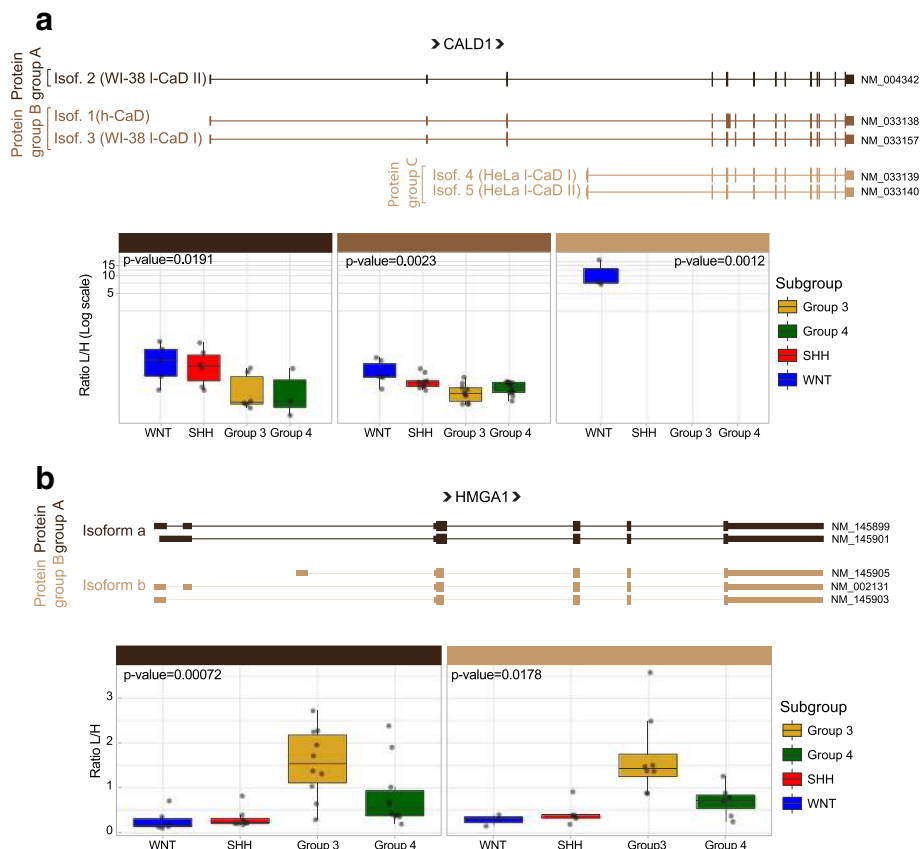 a
CALD1
Protein group A
Isof. 2 (WI-38 l-CaD II)
NM_004342
Protein group B
Isof. 1(h-CaD)
NM_033138
Isof. 3 (WI-38 l-CaD I)
NM_033157
Protein group C
Isof. 4 (HeLa l-CaD I)
NM_033139
Isof. 5 (HeLa l-CaD II)
NM_033140
p-value=0.0191
p-value=0.0023
p-value=0.0012
Ratio L/H (Log scale)
15
10
5
WNT SHH Group 3 Group 4
WNT SHH Group 3 Group 4
WNT SHH Group 3 Group 4
Subgroup
Group 3
Group 4
SHH
WNT
b
HMGA1
Protein group A
Isoform a
NM_145899
NM_145901
Protein group B
Isoform b
NM_145905
NM_002131
NM_145903
p-value=0.00072
p-value=0.0178
Ratio L/H
3
2
1
0
WNT SHH Group 3 Group 4
WNT SHH Group3 Group 4
Subgroup
Group 3
Group 4
SHH
WNT